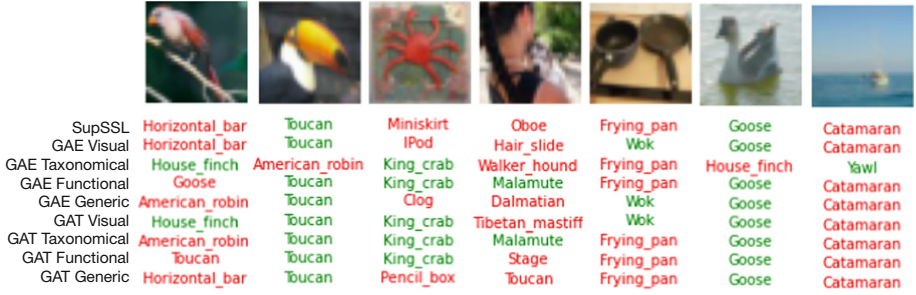 SupSSL Horizontal_bar Toucan Miniskirt Oboe Frying_pan Goose Catamaran
GAE Visual Horizontal_bar Toucan IPod Hair_slide Wok Goose Catamaran
GAE Taxonomical House_finch American_robin King_crab Walker_hound Frying_pan House_finch Yawl
GAE Functional Goose Toucan King_crab Malamute Frying_pan Goose Catamaran
GAE Generic American_robin Toucan Clog Dalmatian Wok Goose Catamaran
GAT Visual House_finch Toucan King_crab Tibetan_mastiff Wok Goose Catamaran
GAT Taxonomical American_robin Toucan King_crab Malamute Frying_pan Goose Catamaran
GAT Functional Toucan Toucan King_crab Stage Frying_pan Goose Catamaran
GAT Generic Horizontal_bar Toucan Pencil_box Toucan Frying_pan Goose Catamaran